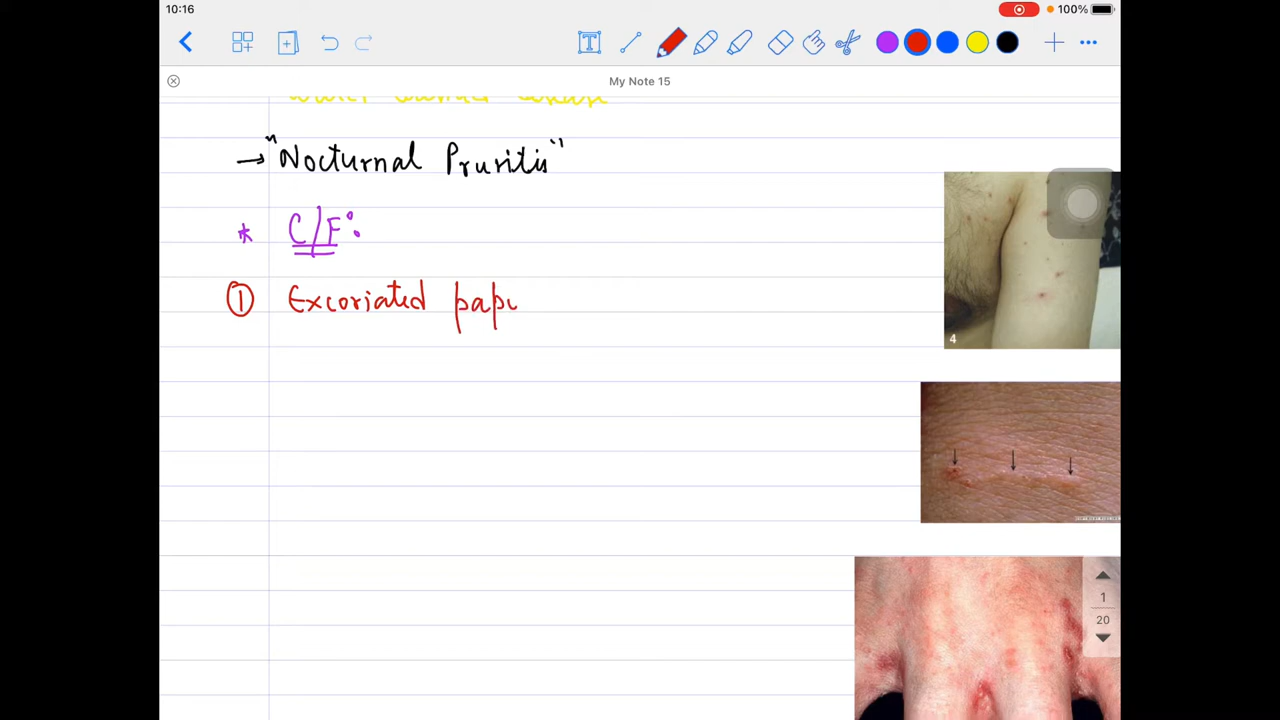 10:16
100%
T
My Note 15
→ "Nocturnal Pruritis"
* C/F:
① Excoriated papu
4
1
20